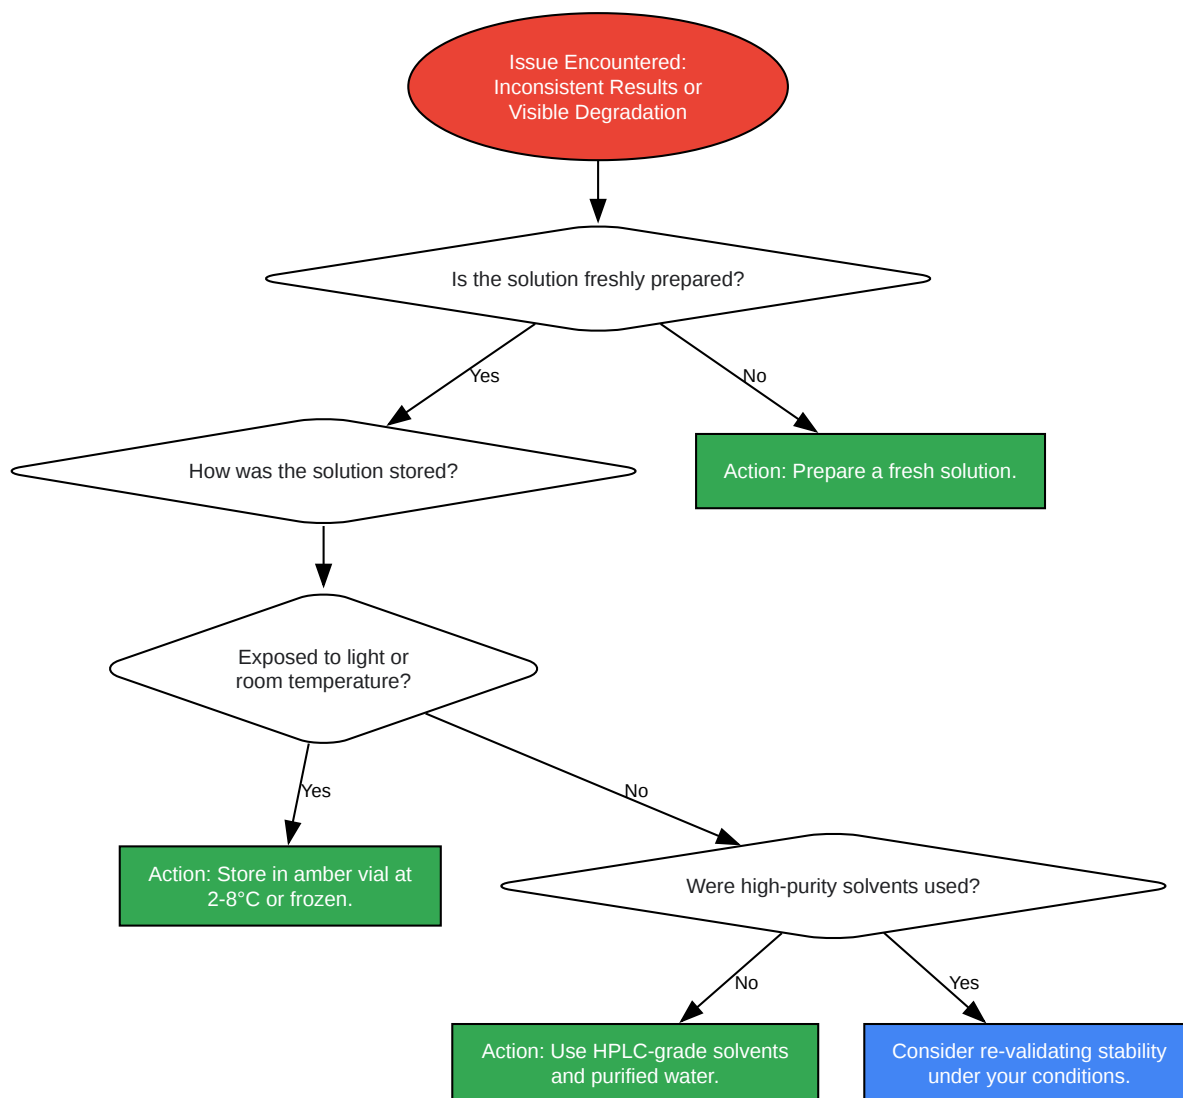 Issue Encountered:
Inconsistent Results or
Visible Degradation
Is the solution freshly prepared?
Yes
No
How was the solution stored?
Action: Prepare a fresh solution.
Exposed to light or
room temperature?
Yes
No
Action: Store in amber vial at
2-8°C or frozen.
Were high-purity solvents used?
No
Yes
Action: Use HPLC-grade solvents
and purified water.
Consider re-validating stability
under your conditions.